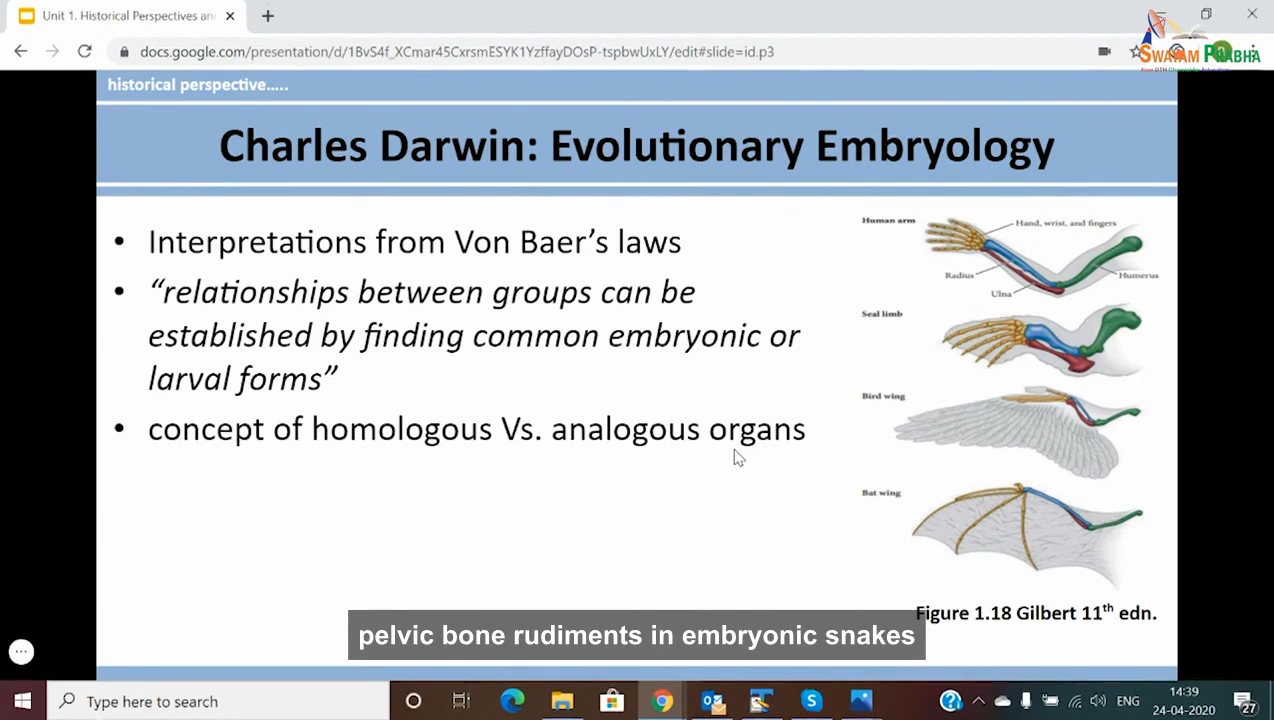 Unit 1. Historical Perspectives an
docs.google.com/presentation/d/1BvS4f_XCmar45CxrsmESYK1YzffayDOsP-tspbwUxLY/edit#slide=id.p3
SWAYAM PRABHA
historical perspective.....
Charles Darwin: Evolutionary Embryology
• Interpretations from Von Baer’s laws
• “relationships between groups can be
established by finding common embryonic or
larval forms”
• concept of homologous Vs. analogous organs
Human arm
Hand, wrist, and fingers
Radius
Humerus
Ulna
Seal limb
Bird wing
Bat wing
Figure 1.18 Gilbert 11th edn.
pelvic bone rudiments in embryonic snakes
Type here to search
ENG
14:39
24-04-2020
27